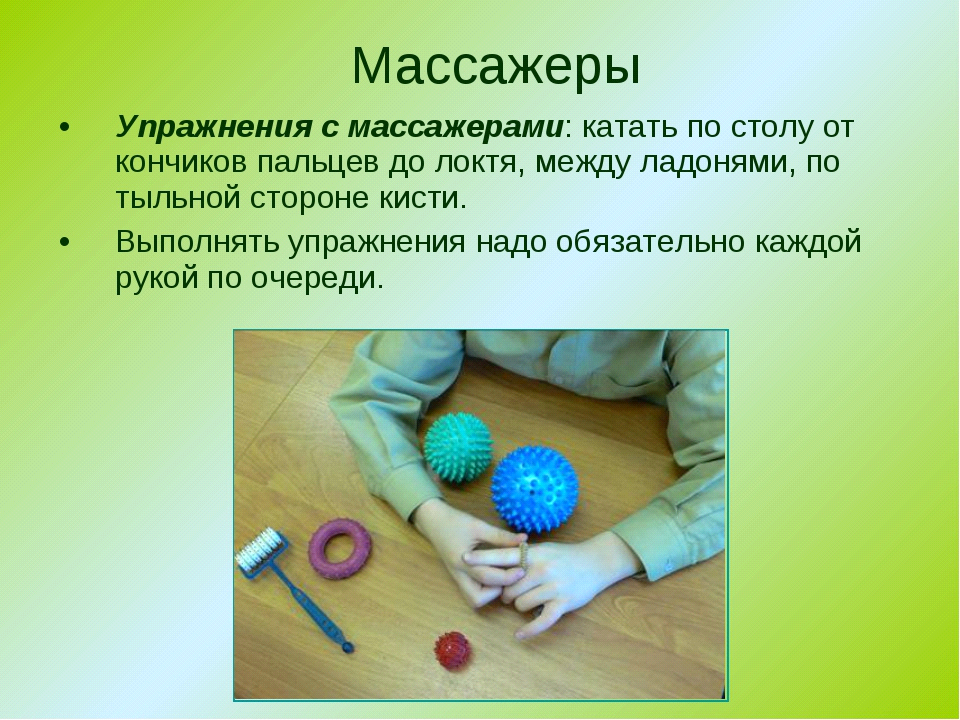 Массажеры
• Упражнения с массажерами: катать по столу от
кончиков пальцев до локтя, между ладонями, по
тыльной стороне кисти.
• Выполнять упражнения надо обязательно каждой
рукой по очереди.